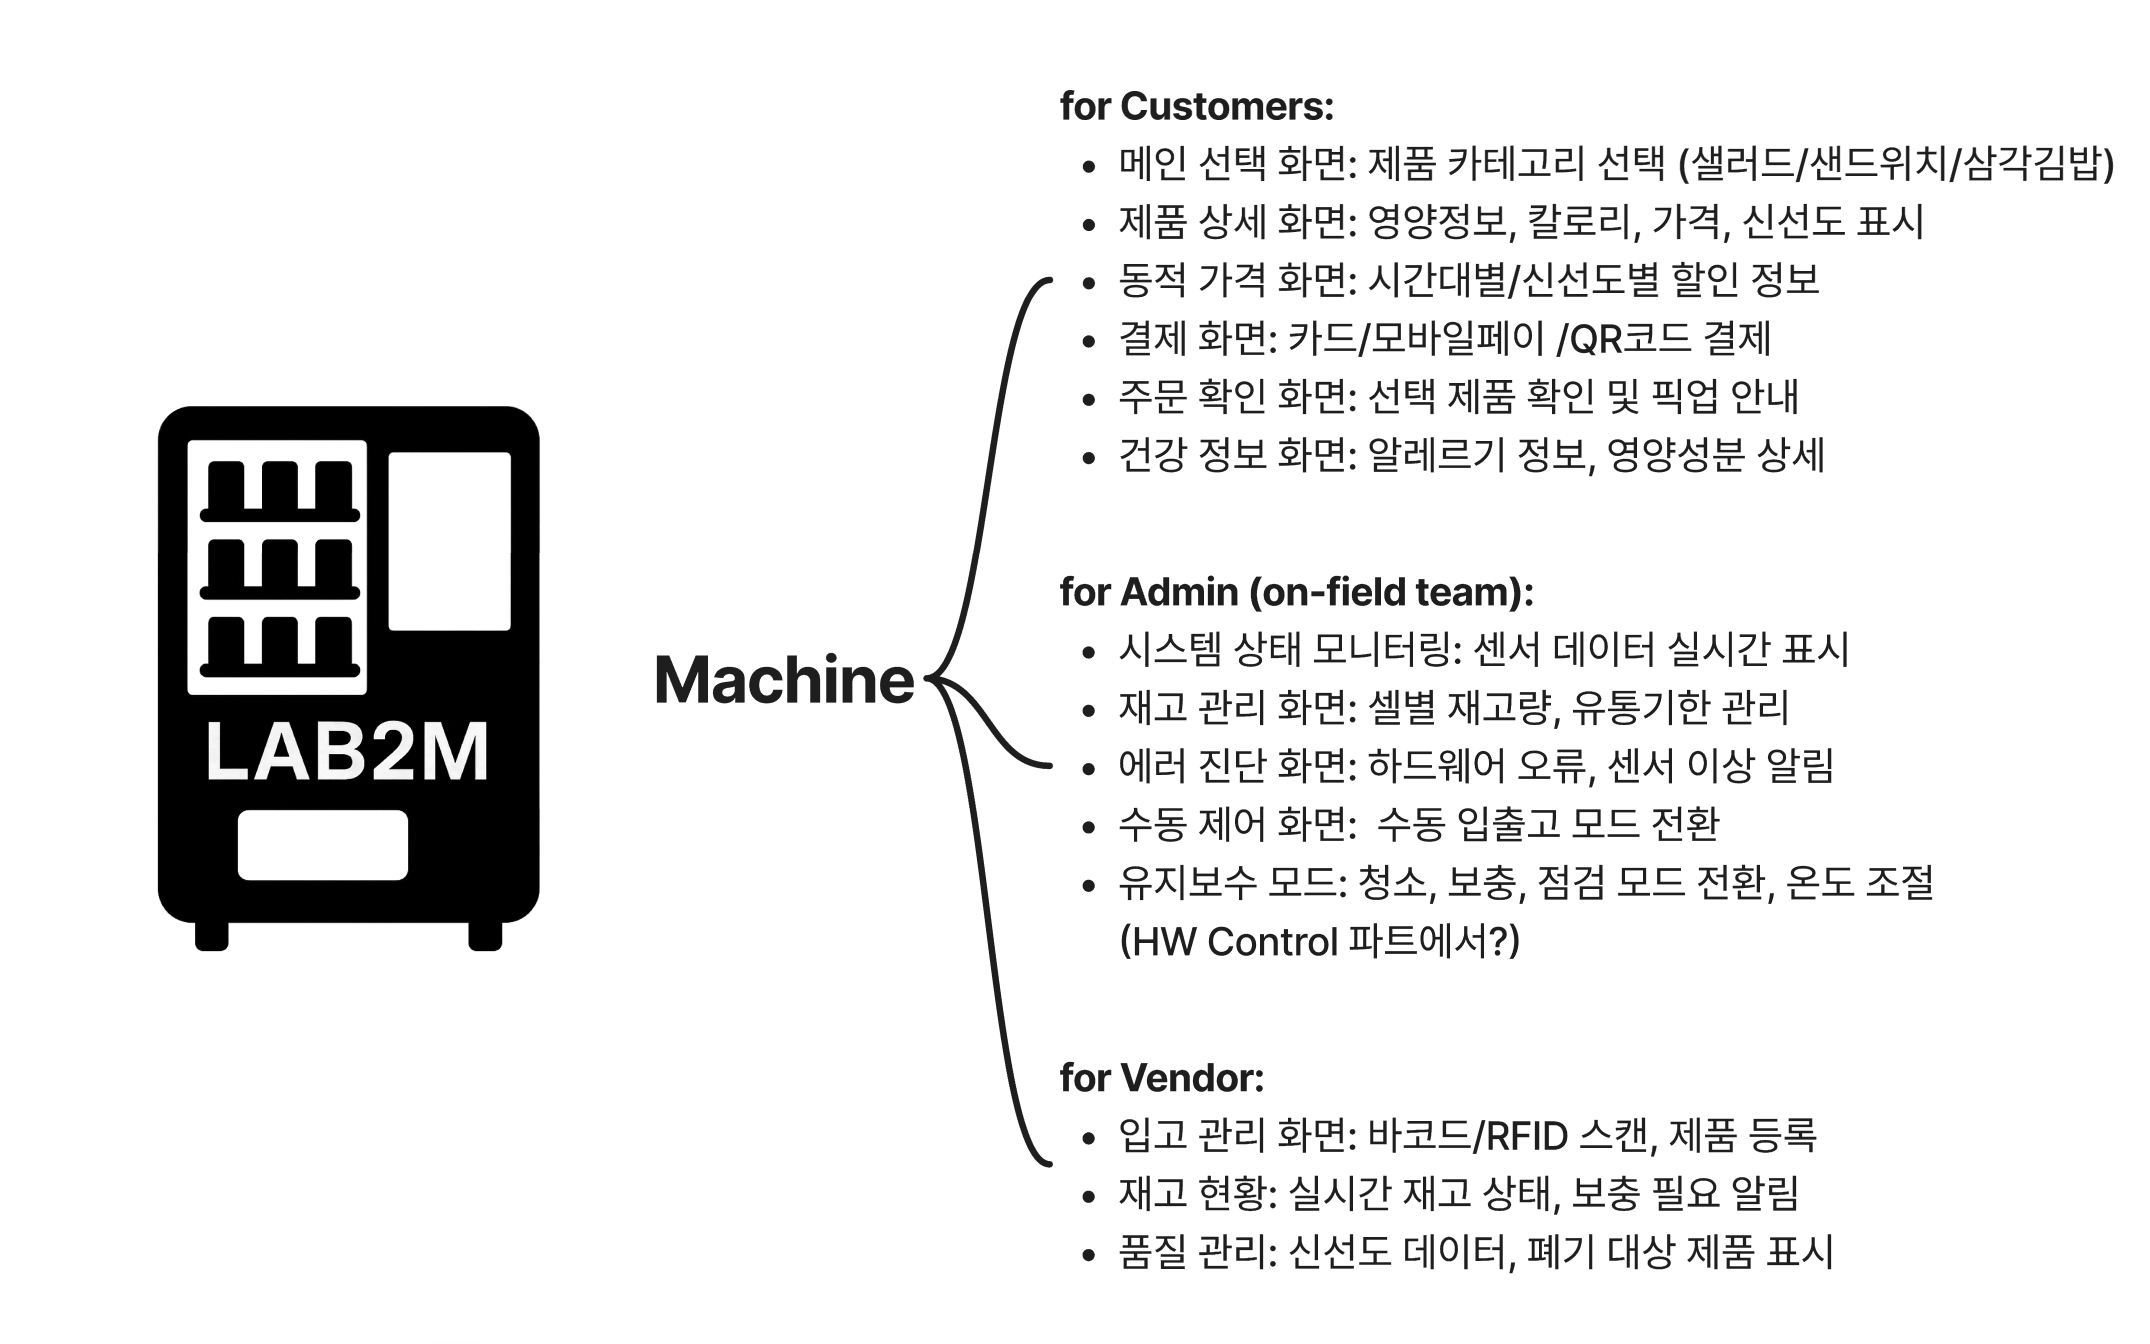 for Customers:
• 메인 선택 화면: 제품 카테고리 선택 (샐러드/샌드위치/삼각김밥)
• 제품 상세 화면: 영양정보, 칼로리, 가격, 신선도 표시
• 동적 가격 화면: 시간대별/신선도별 할인 정보
• 결제 화면: 카드/모바일페이 /QR코드 결제
• 주문 확인 화면: 선택 제품 확인 및 픽업 안내
• 건강 정보 화면: 알레르기 정보, 영양성분 상세
for Admin (on-field team):
• 시스템 상태 모니터링: 센서 데이터 실시간 표시
• 재고 관리 화면: 셀별 재고량, 유통기한 관리
• 에러 진단 화면: 하드웨어 오류, 센서 이상 알림
• 수동 제어 화면:  수동 입출고 모드 전환
• 유지보수 모드: 청소, 보충, 점검 모드 전환, 온도 조절
(HW Control 파트에서?)
Machine
LAB2M
for Vendor:
• 입고 관리 화면: 바코드/RFID 스캔, 제품 등록
• 재고 현황: 실시간 재고 상태, 보충 필요 알림
• 품질 관리: 신선도 데이터, 폐기 대상 제품 표시